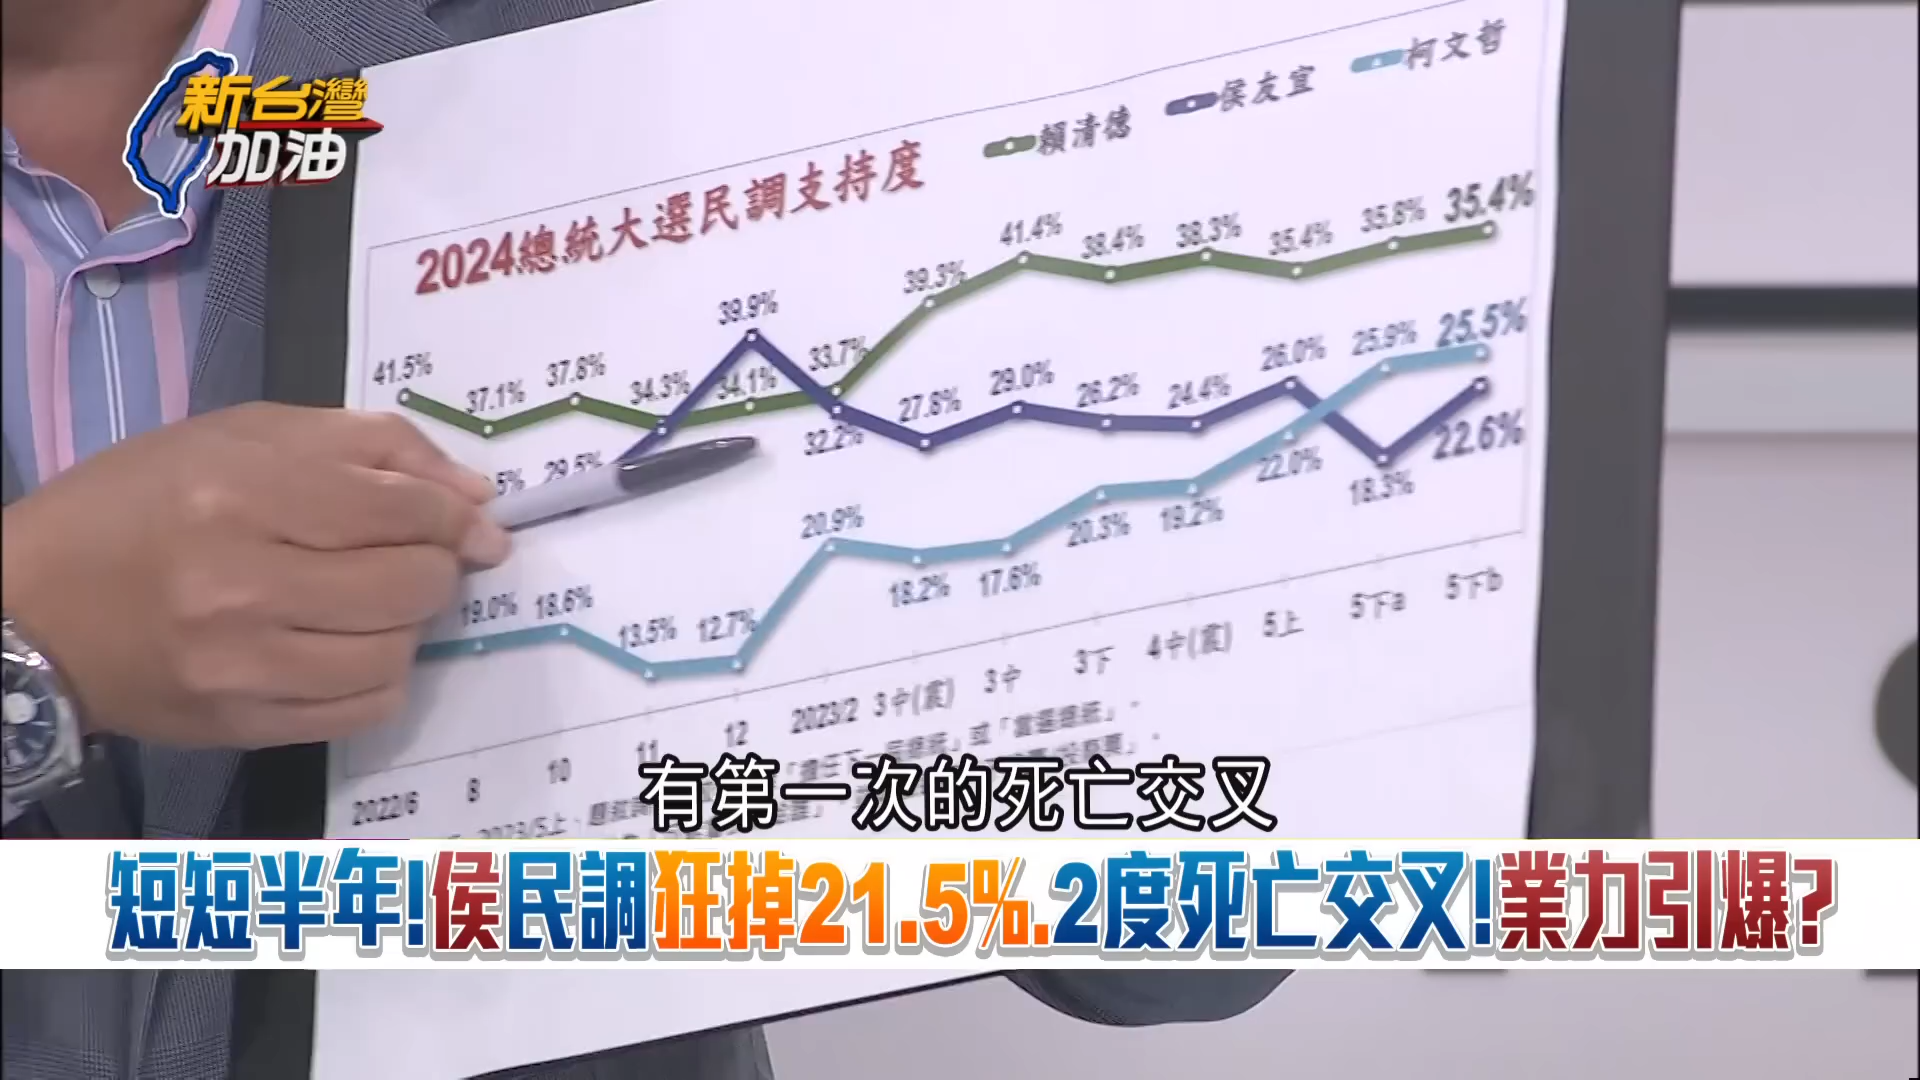 新台灣
加油
賴清德 侯友宜 柯文哲
2024總統大選民調支持度
41.5% 37.1% 37.8% 34.3% 34.1% 33.7% 39.3% 41.4% 38.4% 38.3% 35.4% 35.8% 35.4%
29.5% 39.9% 32.2% 27.8% 29.0% 26.2% 24.4% 26.0% 18.3% 22.6%
19.0% 18.6% 13.5% 12.7% 20.9% 18.2% 17.6% 20.3% 19.2% 22.0% 25.9% 25.5%
2022/6 8 10 11 12 2023/2 3中(震) 3中 3下 4中(震) 5上 5下a 5下b
有第一次的死亡交叉
短短半年!侯民調狂掉21.5%.2度死亡交叉!業力引爆?